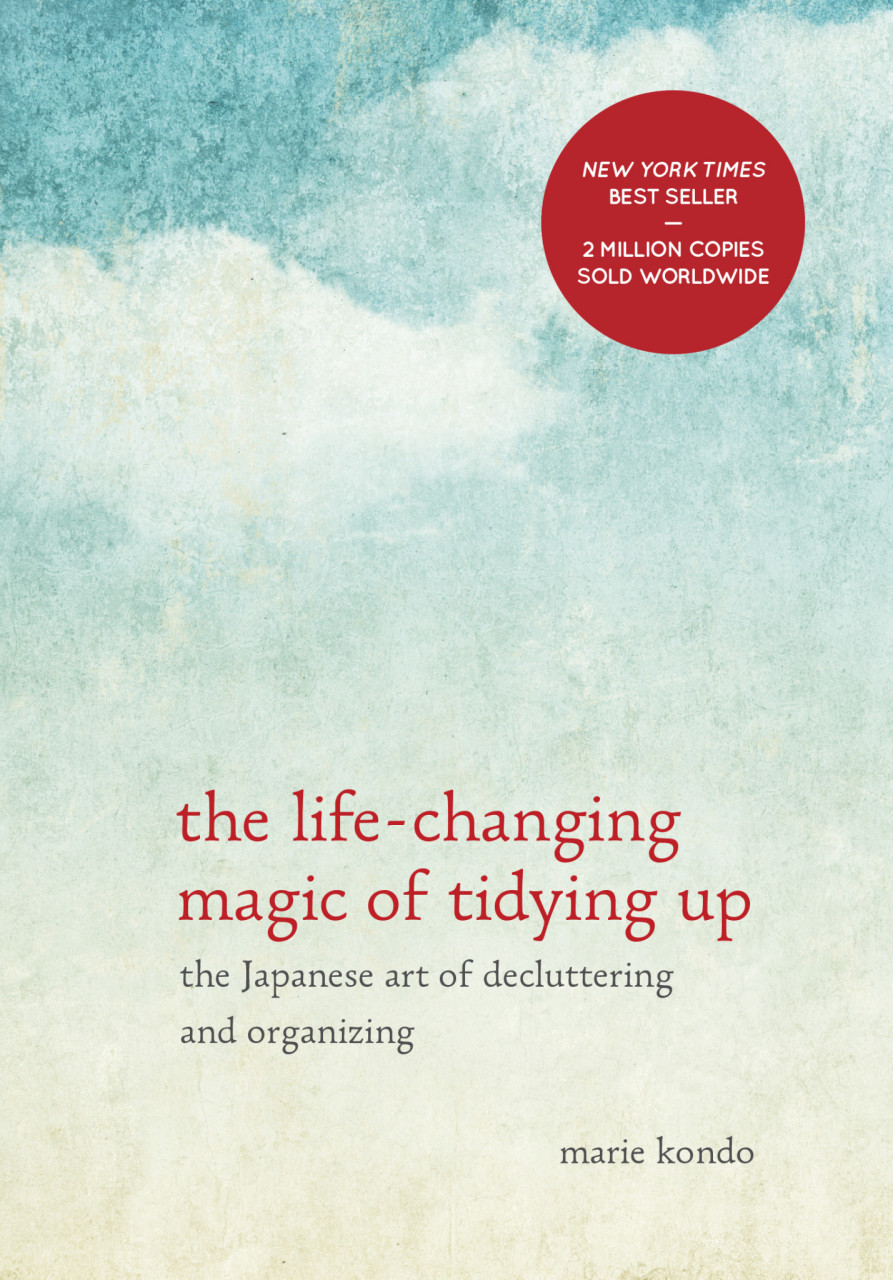 NEW YORK TIMES
BEST SELLER
—
2 MILLION COPIES
SOLD WORLDWIDE
the life-changing
magic of tidying up
the Japanese art of decluttering
and organizing
marie kondo